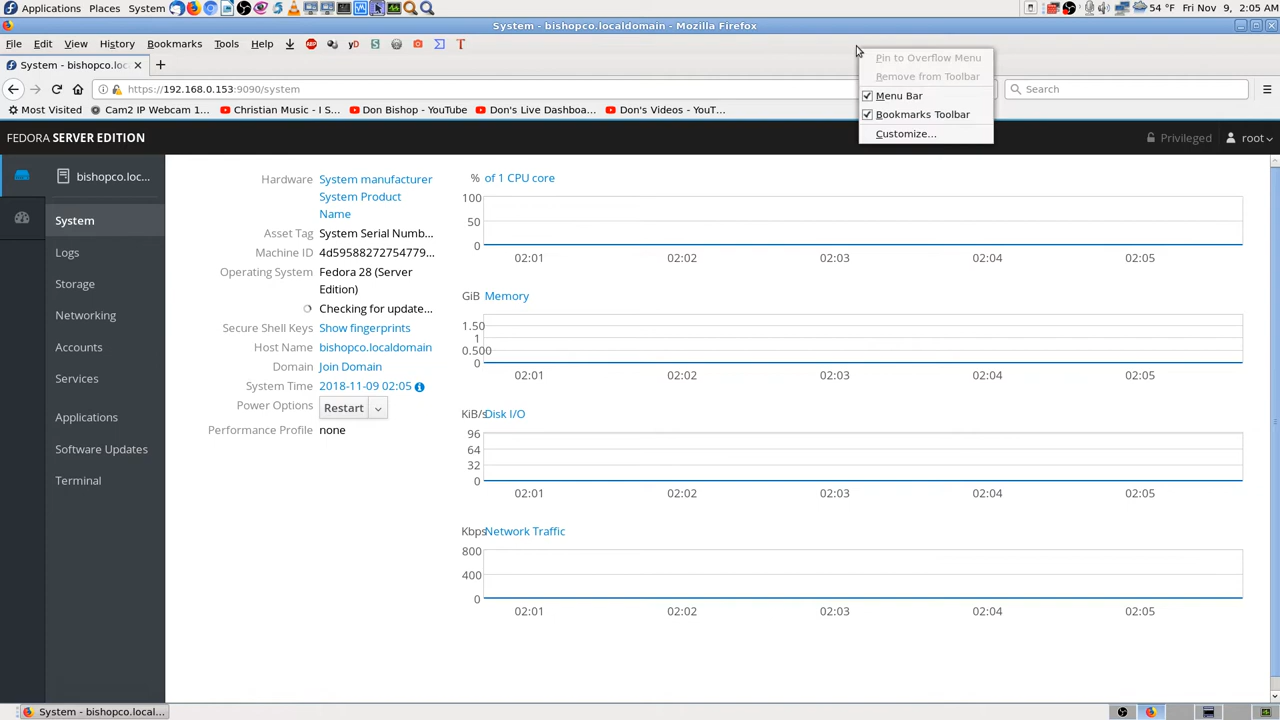 Applications Places System 54 °F Fri Nov 9, 2:05 AM
System - bishopco.localdomain - Mozilla Firefox
File Edit View History Bookmarks Tools Help ABP yD S Σ T
System - bishopco.loc
https://192.168.0.153:9090/system
Search
Most Visited Cam2 IP Webcam 1... Christian Music - I S... Don Bishop - YouTube Don's Live Dashboa... Don's Videos - YouT...
Pin to Overflow Menu
Remove from Toolbar
Menu Bar
Bookmarks Toolbar
Customize...
FEDORA SERVER EDITION
Privileged
root
bishopco.loc...
System
Logs
Storage
Networking
Accounts
Services
Applications
Software Updates
Terminal
Hardware System manufacturer
System Product
Name
Asset Tag System Serial Numb...
Machine ID 4d59588272754779...
Operating System Fedora 28 (Server
Edition)
Checking for update...
Secure Shell Keys Show fingerprints
Host Name bishopco.localdomain
Domain Join Domain
System Time 2018-11-09 02:05
Power Options Restart
Performance Profile none
% of 1 CPU core
100
50
0
02:01 02:02 02:03 02:04 02:05
GiB Memory
1.50
1
0.500
0
02:01 02:02 02:03 02:04 02:05
KiB/s Disk I/O
96
64
32
0
02:01 02:02 02:03 02:04 02:05
Kbps Network Traffic
800
400
0
02:01 02:02 02:03 02:04 02:05
System - bishopco.local...